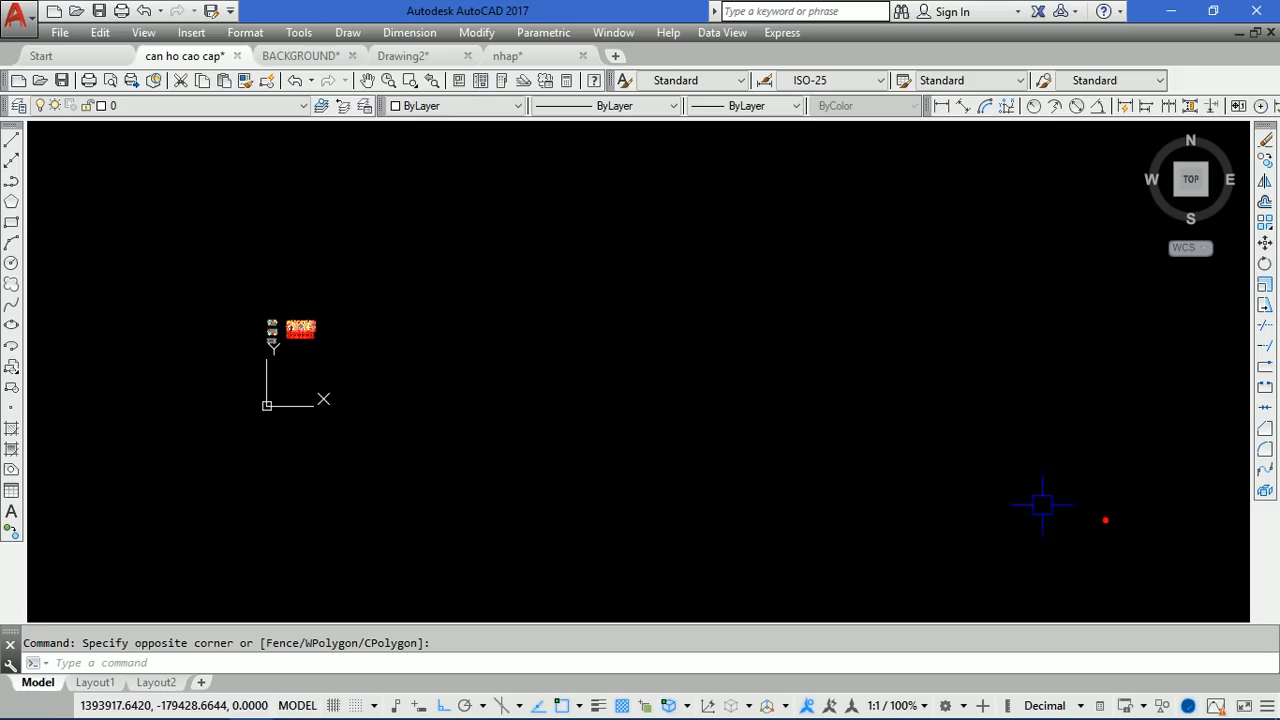 Autodesk AutoCAD 2017
Type a keyword or phrase
Sign In
File Edit View Insert Format Tools Draw Dimension Modify Parametric Window Help Data View Express
Start can ho cao cap* BACKGROUND* Drawing2* nhap*
Standard ISO-25 Standard Standard
0 ByLayer ByLayer ByLayer ByColor
N
W TOP E
S
WCS
Y
X
Command: Specify opposite corner or [Fence/WPolygon/CPolygon]:
Type a command
Model Layout1 Layout2
1393917.6420, -179428.6644, 0.0000 MODEL 1:1 / 100% Decimal